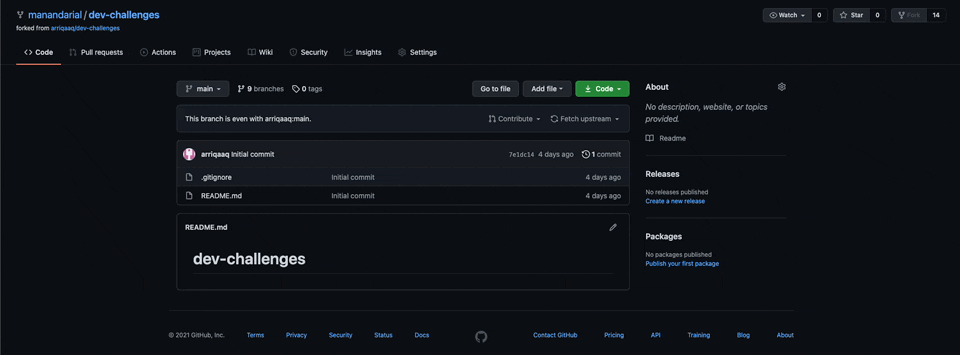 manandarial / dev-challenges
Watch 0 Star 0 Fork 14
forked from arriqaaq/dev-challenges
Code Pull requests Actions Projects Wiki Security Insights Settings
main 9 branches 0 tags Go to file Add file Code
This branch is even with arriqaaq:main. Contribute Fetch upstream
arriqaaq Initial commit 7e1dc14 4 days ago 1 commit
.gitignore Initial commit 4 days ago
README.md Initial commit 4 days ago
README.md
dev-challenges
About
No description, website, or topics
provided.
Readme
Releases
No releases published
Create a new release
Packages
No packages published
Publish your first package
© 2021 GitHub, Inc. Terms Privacy Security Status Docs Contact GitHub Pricing API Training Blog About